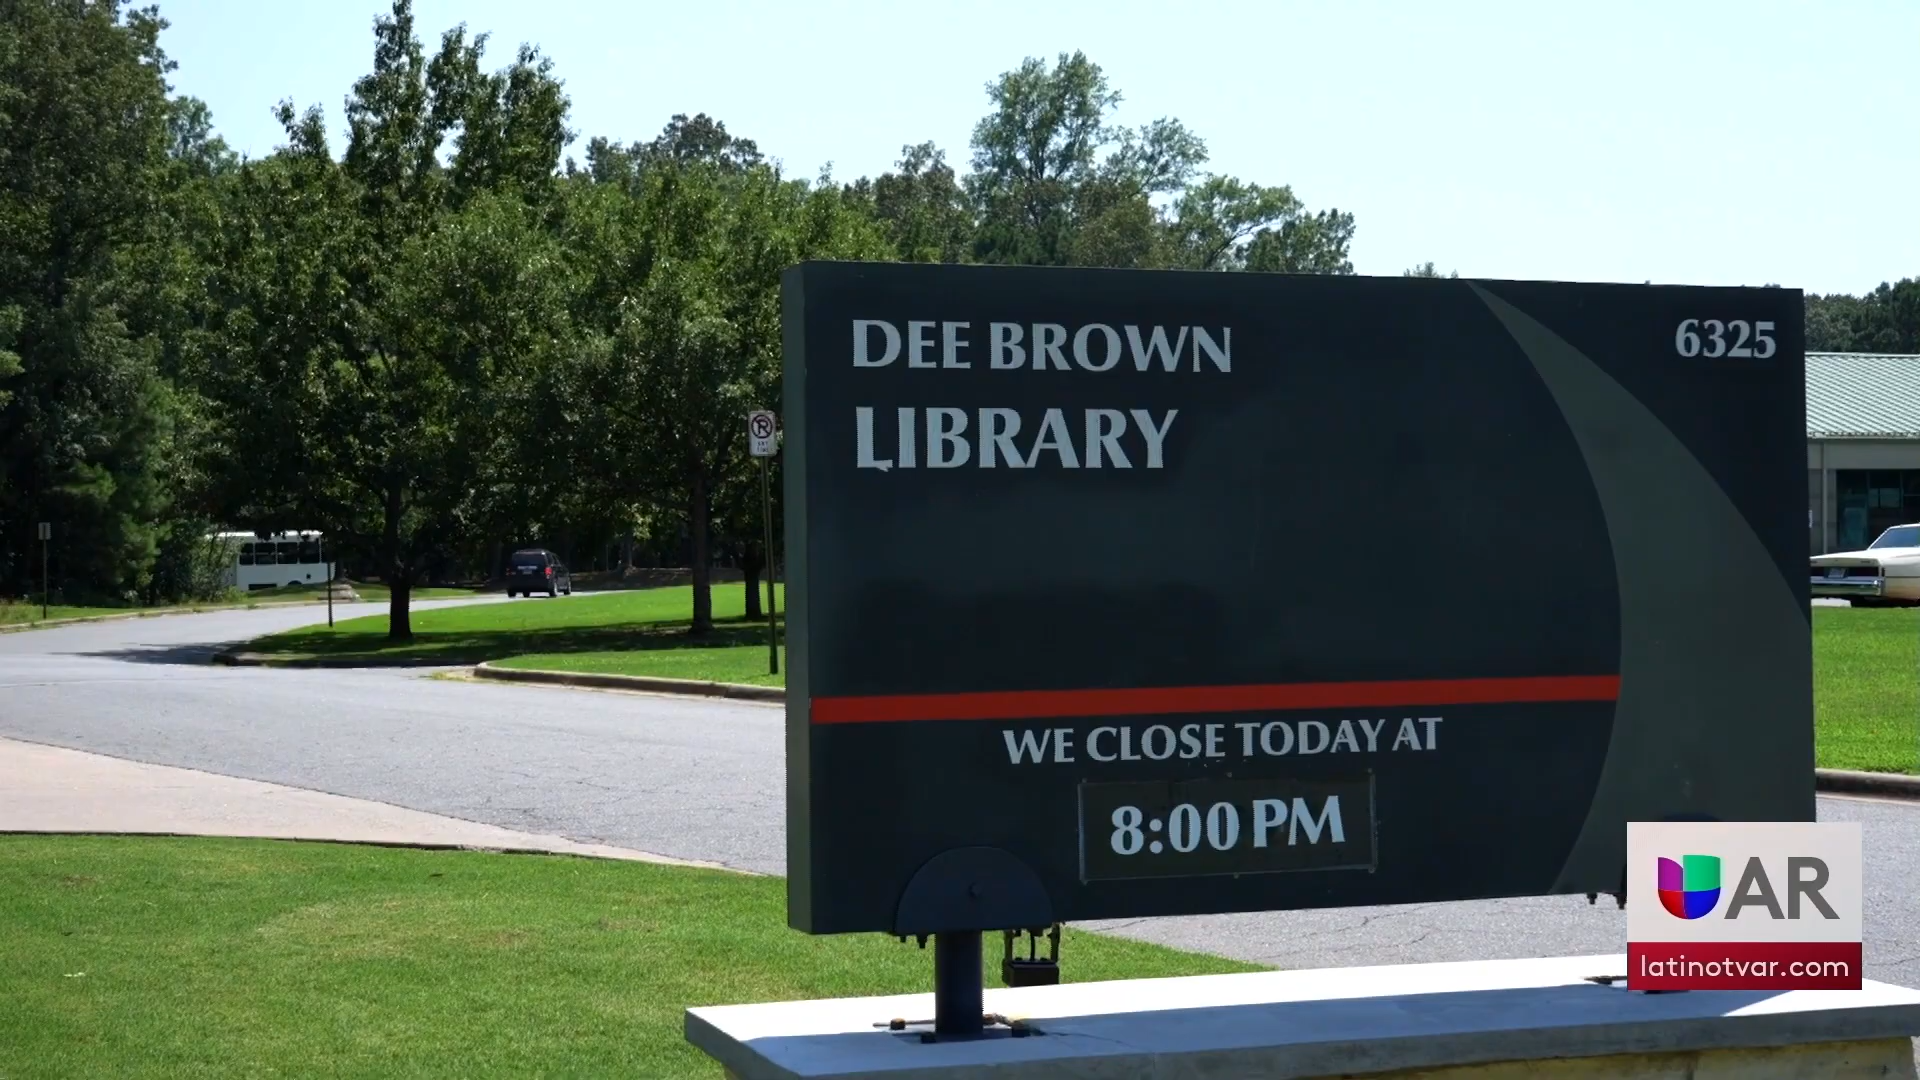 DEE BROWN
LIBRARY
6325
WE CLOSE TODAY AT
8:00 PM
AR
latinotvar.com